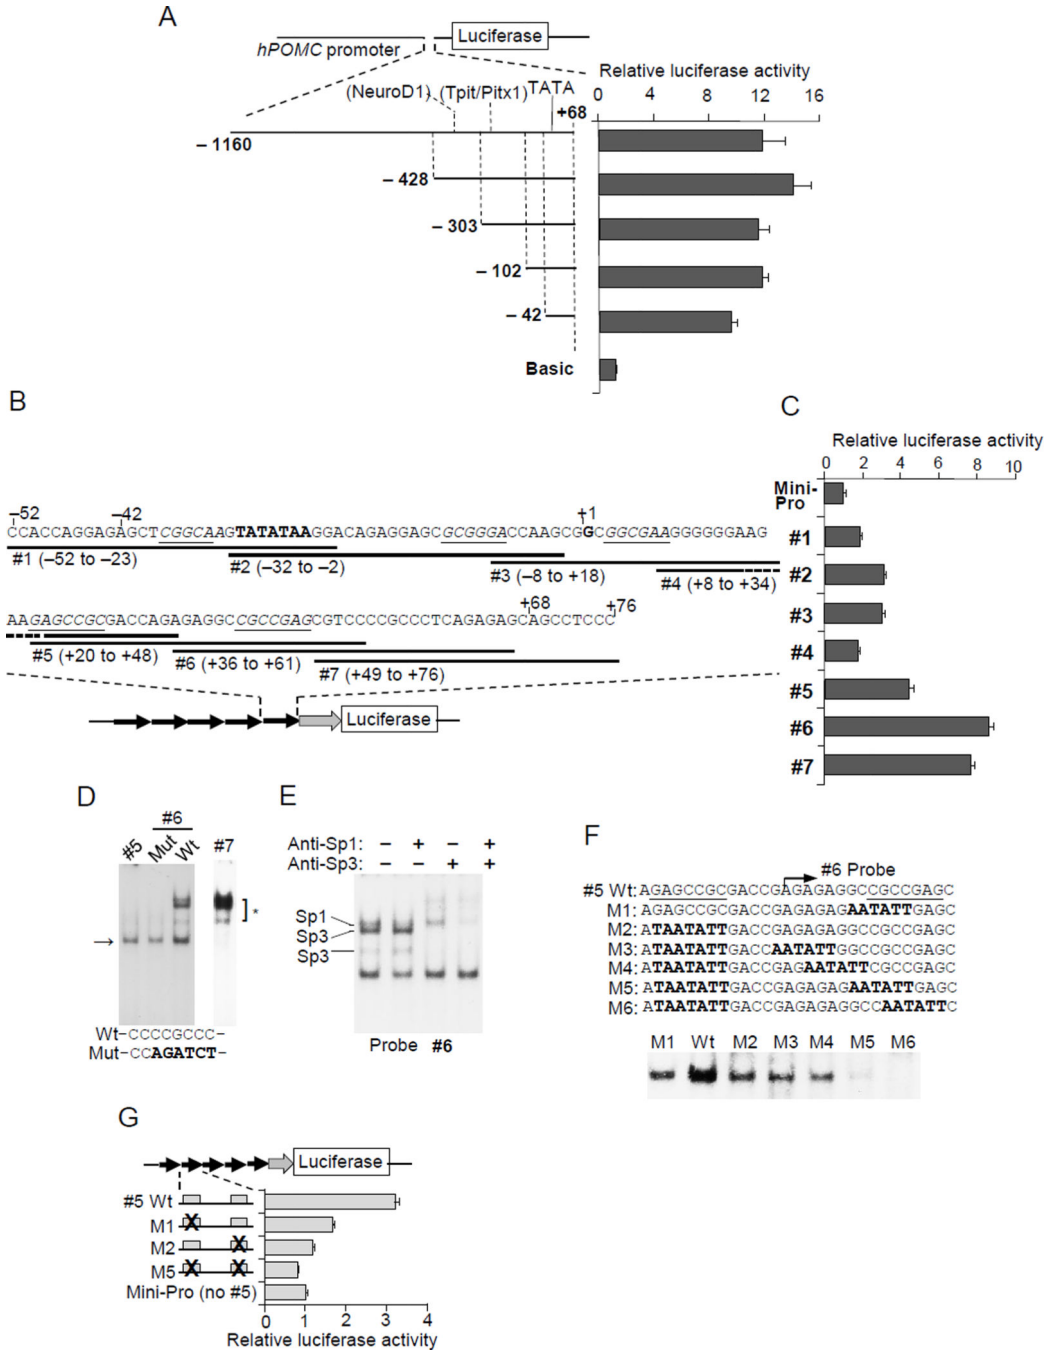 A
hPOMC promoter
Luciferase
Relative luciferase activity
0 4 8 12 16
(NeuroD1) (Tpit/Pitx1) TATA
+68
– 1160
– 428
– 303
– 102
– 42
Basic
B
–52 –42 +1
CCACCAGGAGAGCTCGGCAAGTATATAAGGACAGAGGAGCGCGGGACCAAGCGGCGGCGAAGGGGGGAAG
#1 (–52 to –23)
#2 (–32 to –2)
#3 (–8 to +18)
#4 (+8 to +34)
+68 +76
AAGAGCCGCGACCAGAGAGGCCGCCGAGCGTCCCCGCCCTCAGAGAGCAGCCTCCC
#5 (+20 to +48)
#6 (+36 to +61)
#7 (+49 to +76)
Luciferase
C
Relative luciferase activity
0 2 4 6 8 10
Mini-
Pro
#1
#2
#3
#4
#5
#6
#7
D
#6
#5 Mut Wt #7
*
→
Wt–CCCCGCCC–
Mut–CCAGATCT–
E
Anti-Sp1: – + – +
Anti-Sp3: – – + +
Sp1
Sp3
Sp3
Probe #6
F
#6 Probe
#5 Wt: AGAGCCGCGACCGAGAGAGGCCGCCGAGC
M1: AGAGCCGCGACCGAGAGAGAATATTGAGC
M2: ATAATATTGACCGAGAGAGGCCGCCGAGC
M3: ATAATATTGACCAATATTGGCCGCCGAGC
M4: ATAATATTGACCGAGAATATTCGCCGAGC
M5: ATAATATTGACCGAGAGAGAATATTGAGC
M6: ATAATATTGACCGAGAGAGGCCAATATTC
M1 Wt M2 M3 M4 M5 M6
G
Luciferase
#5 Wt
M1 X
M2 X
M5 X X
Mini-Pro (no #5)
0 1 2 3 4
Relative luciferase activity